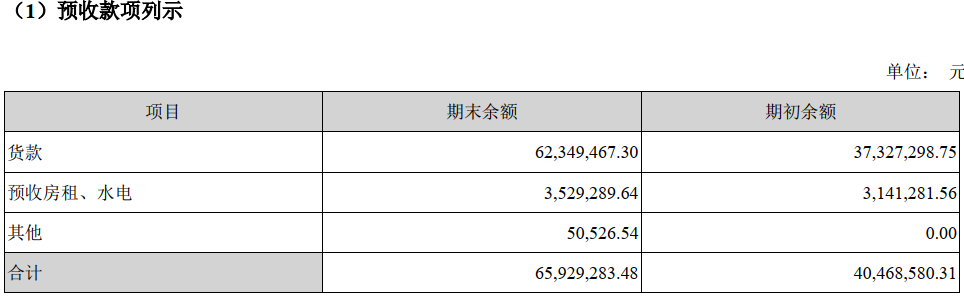 （1）预收款项列示
单位： 元
项目 期末余额 期初余额
货款 62,349,467.30 37,327,298.75
预收房租、水电 3,529,289.64 3,141,281.56
其他 50,526.54 0.00
合计 65,929,283.48 40,468,580.31